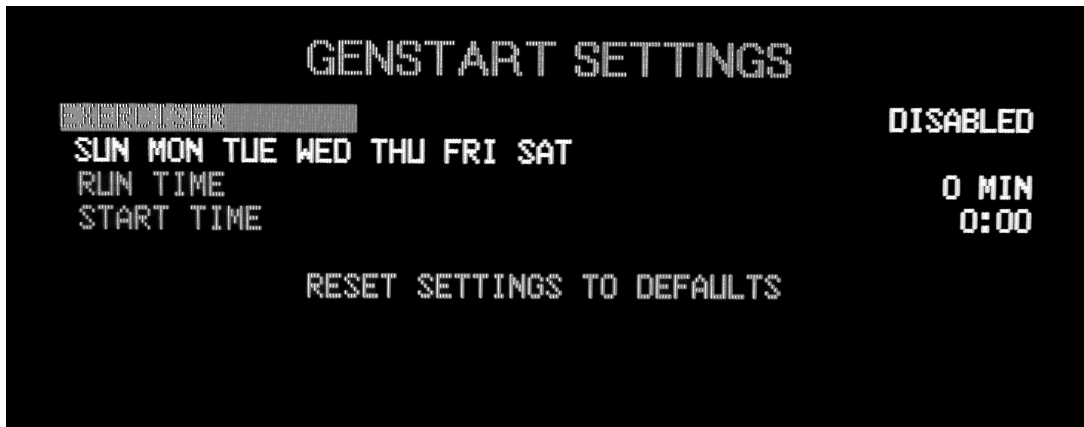 GENSTART SETTINGS
EXERCISER DISABLED
SUN MON TUE WED THU FRI SAT
RUN TIME 0 MIN
START TIME 0:00
RESET SETTINGS TO DEFAULTS